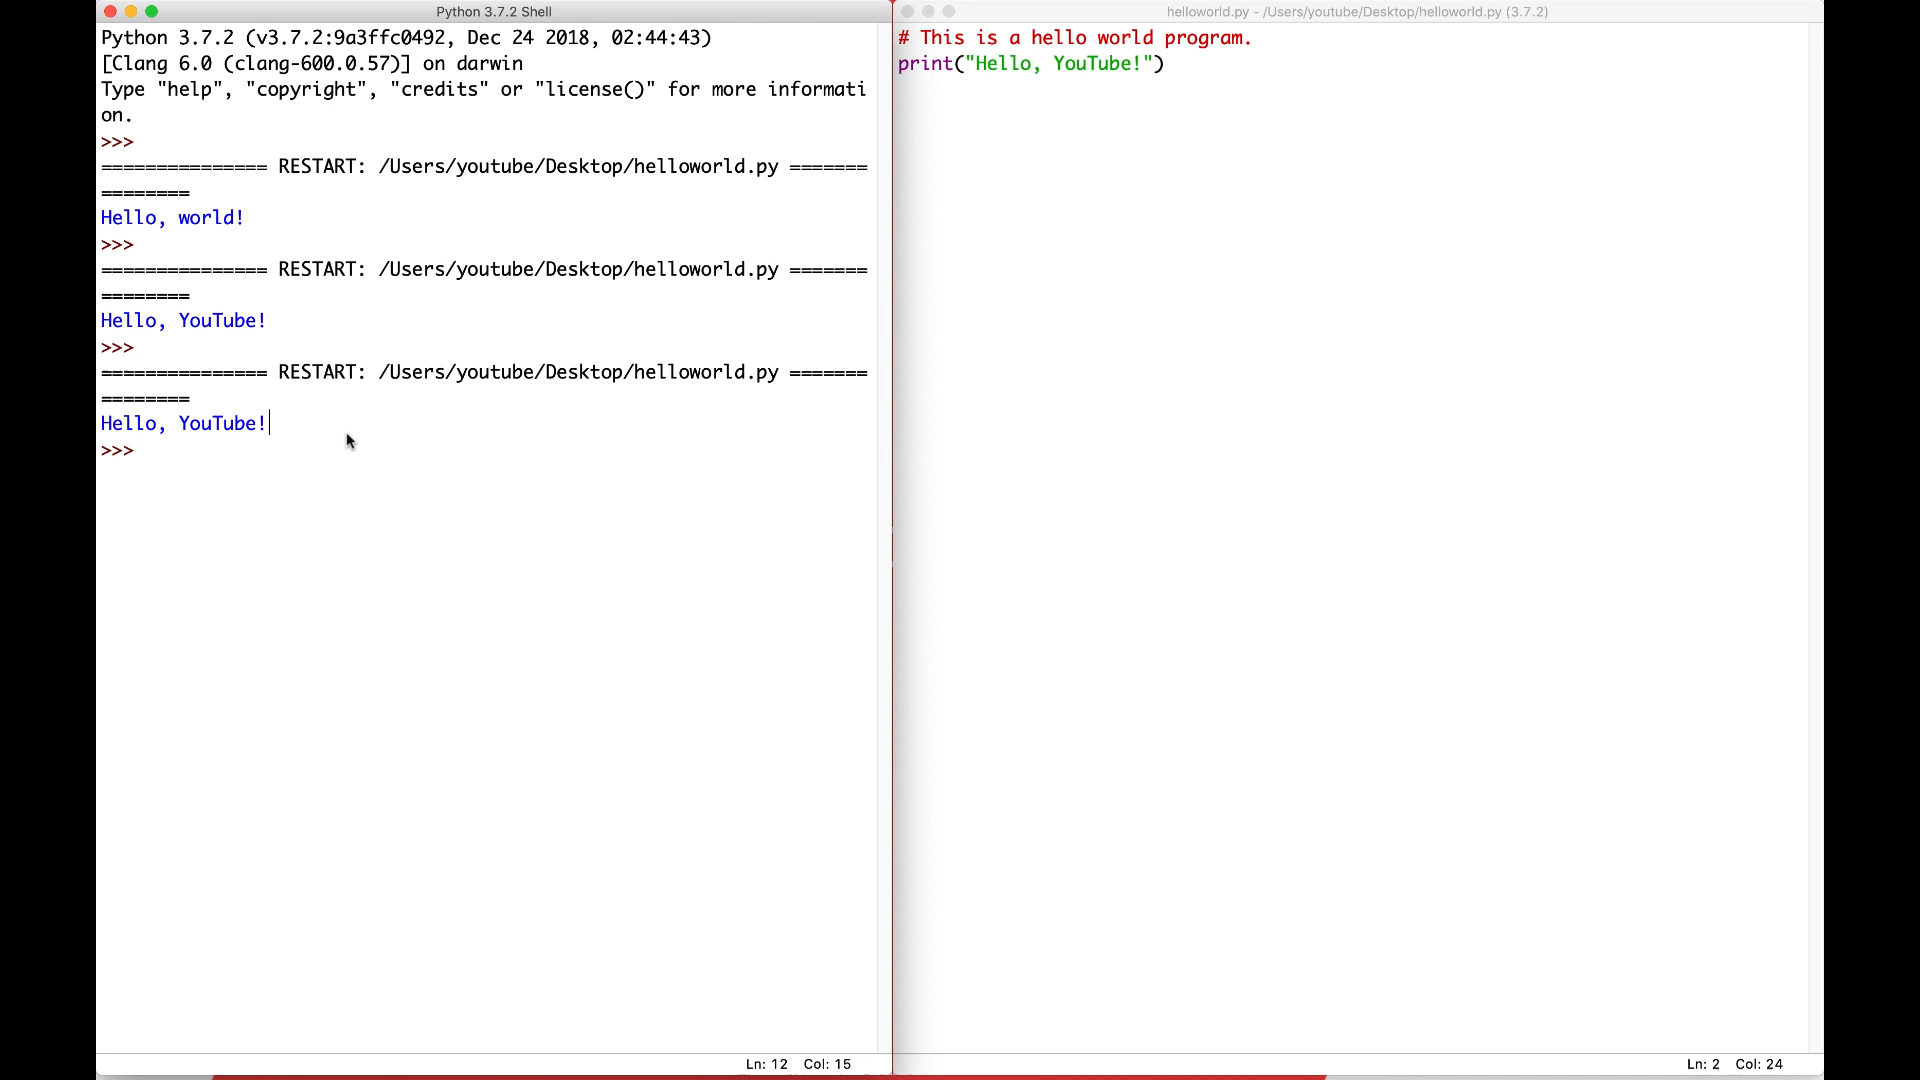 Python 3.7.2 Shell
Python 3.7.2 (v3.7.2:9a3ffc0492, Dec 24 2018, 02:44:43)
[Clang 6.0 (clang-600.0.57)] on darwin
Type "help", "copyright", "credits" or "license()" for more informati
on.
>>>
=============== RESTART: /Users/youtube/Desktop/helloworld.py =======
========
Hello, world!
>>>
=============== RESTART: /Users/youtube/Desktop/helloworld.py =======
========
Hello, YouTube!
>>>
=============== RESTART: /Users/youtube/Desktop/helloworld.py =======
========
Hello, YouTube!
>>>
Ln: 12 Col: 15
helloworld.py - /Users/youtube/Desktop/helloworld.py (3.7.2)
# This is a hello world program.
print("Hello, YouTube!")
Ln: 2 Col: 24